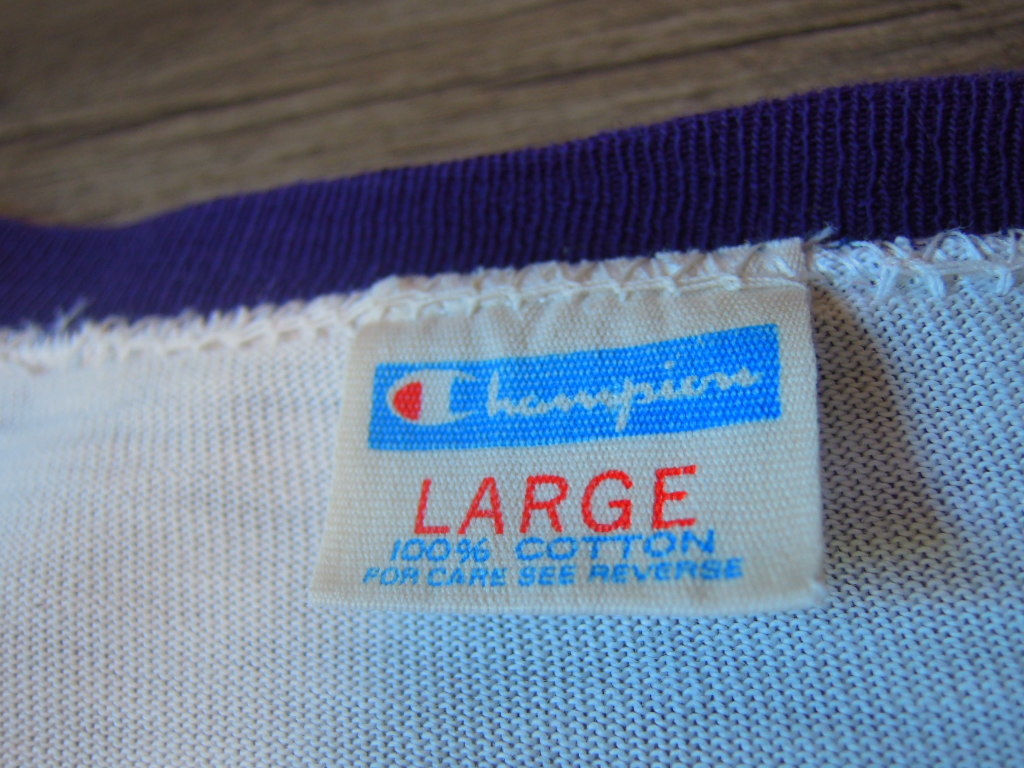 Champion
LARGE
100% COTTON
FOR CARE SEE REVERSE